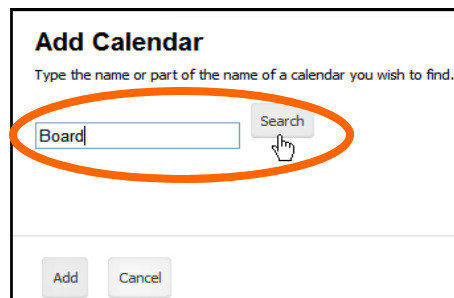 Add Calendar
Type the name or part of the name of a calendar you wish to find.
Board
Search
Add
Cancel